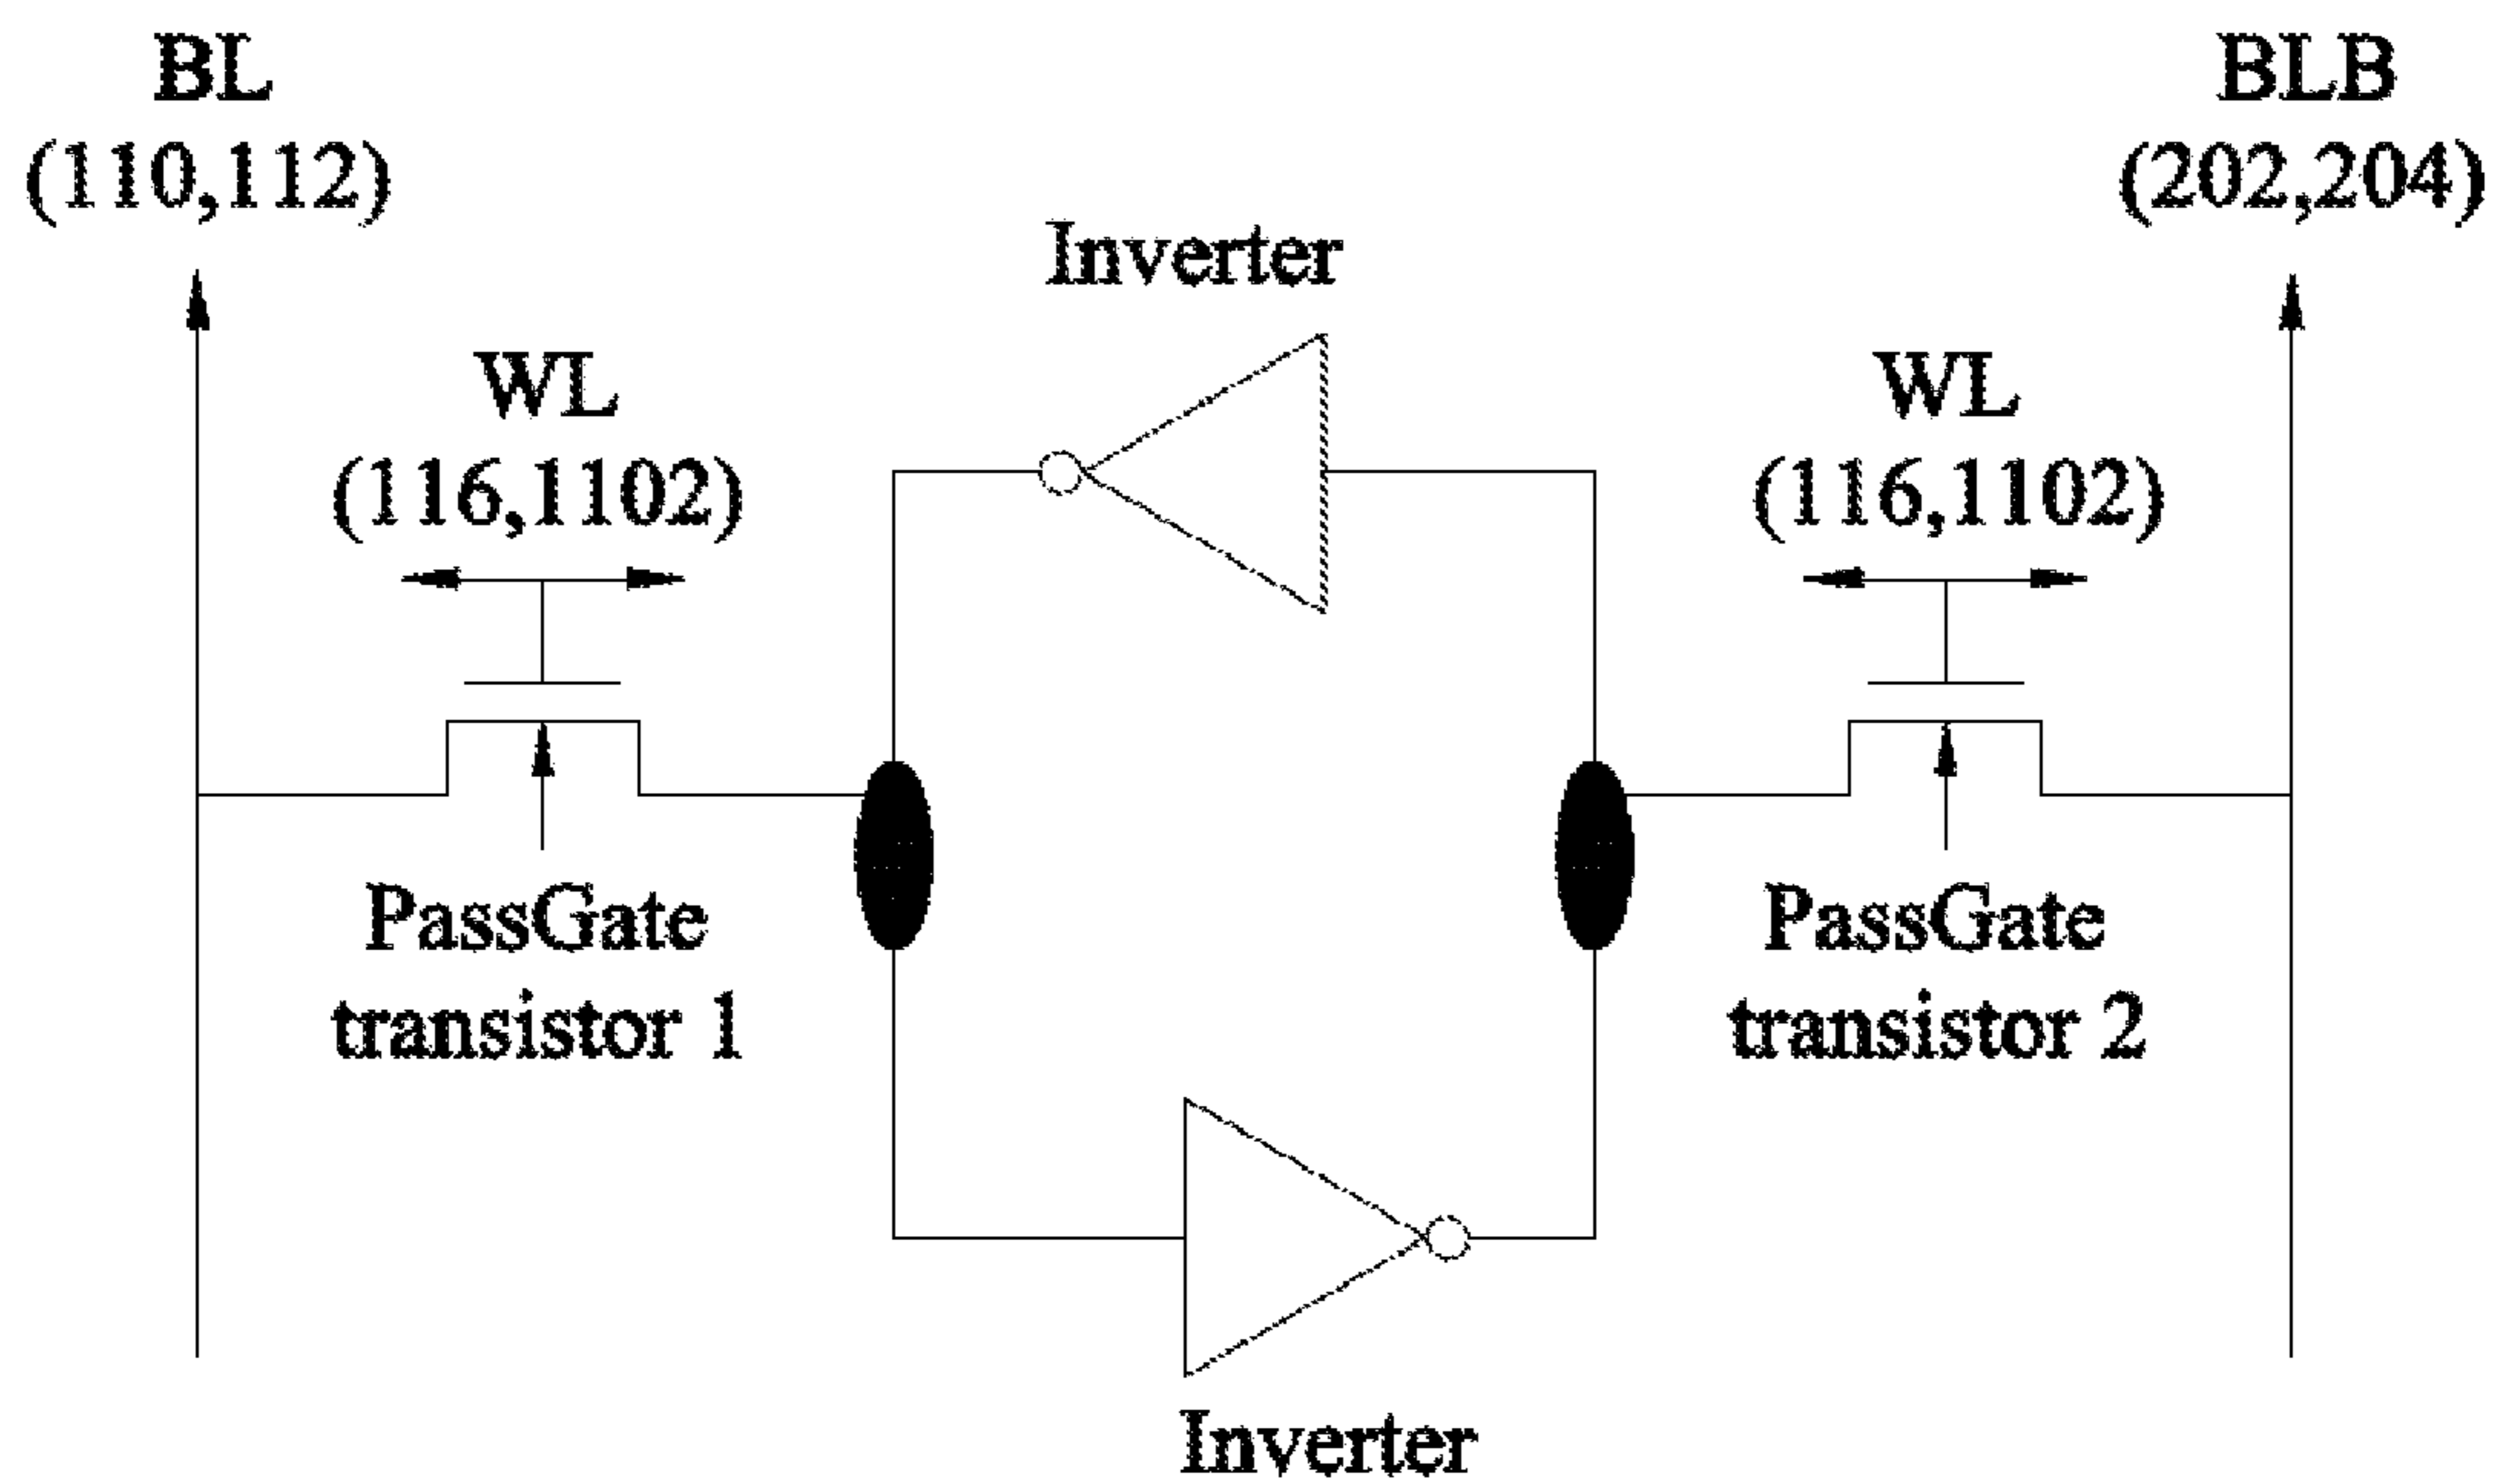 BL
(110,112)
BLB
(202,204)
Inverter
WL
(116,1102)
WL
(116,1102)
PassGate
transistor 1
PassGate
transistor 2
Inverter